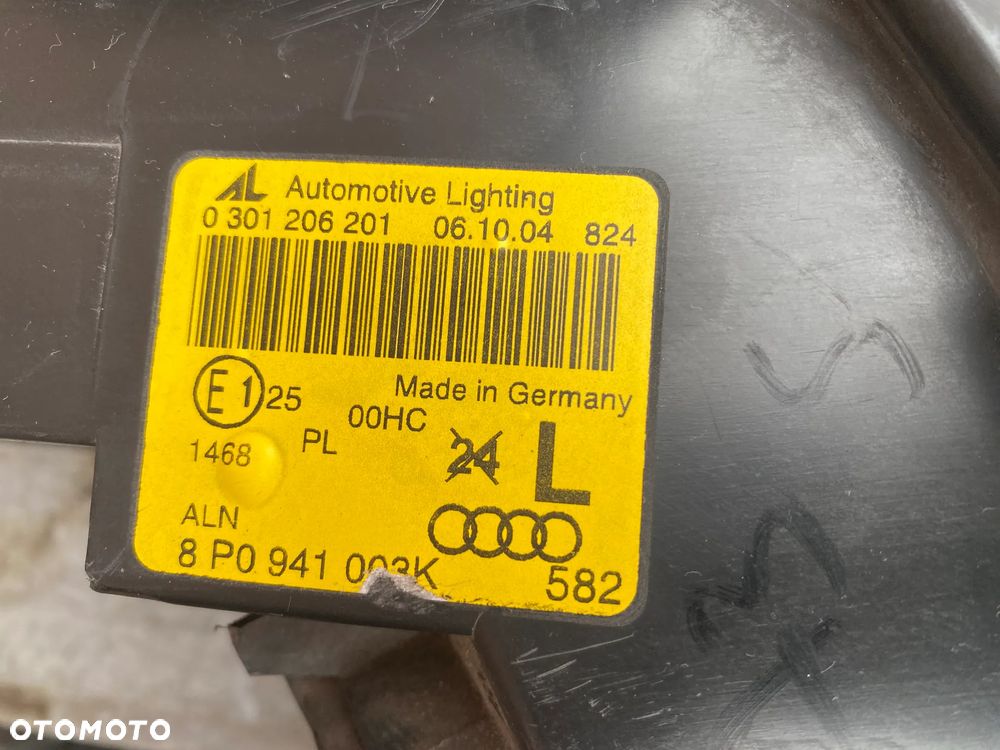 AL Automotive Lighting
0 301 206 201 06.10.04 824
E1 25 Made in Germany
00HC
1468 PL 24 L
ALN
8 P0 941 003K
582
OTOMOTO